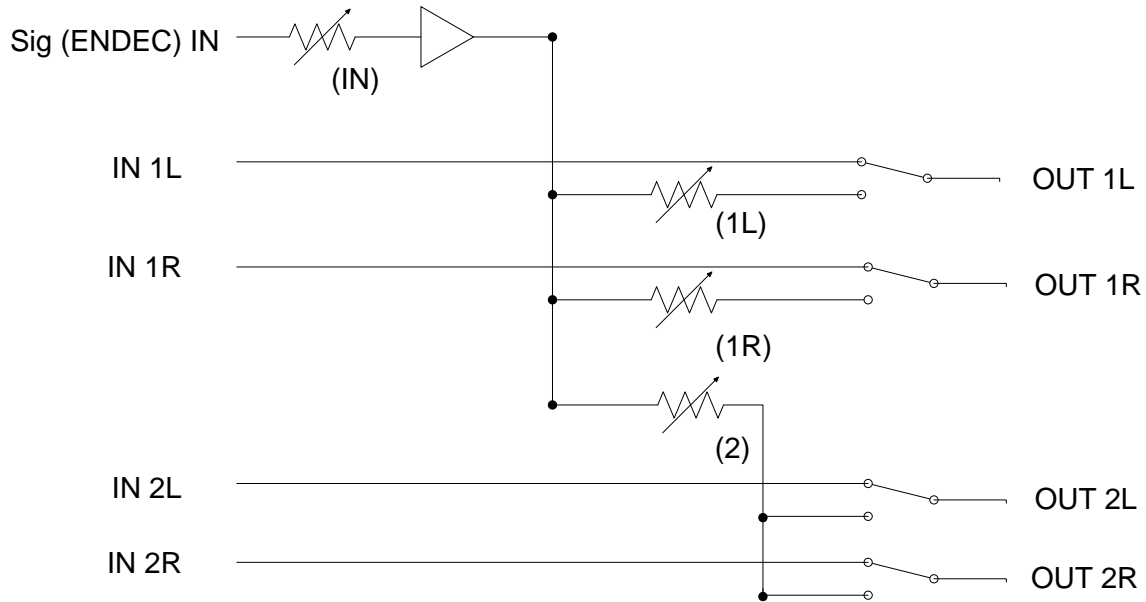 Sig (ENDEC) IN
(IN)
IN 1L
OUT 1L
(1L)
IN 1R
OUT 1R
(1R)
(2)
IN 2L
OUT 2L
IN 2R
OUT 2R